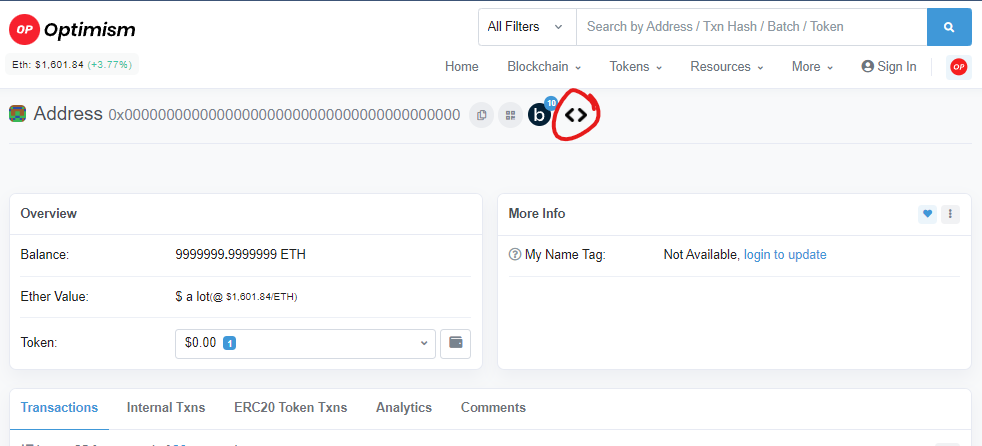 OP Optimism
All Filters
Search by Address / Txn Hash / Batch / Token
Eth: $1,601.84 (+3.77%)
Home Blockchain Tokens Resources More Sign In OP
Address 0x0000000000000000000000000000000000000000 b 10 <>
Overview
Balance: 9999999.9999999 ETH
Ether Value: $ a lot(@ $1,601.84/ETH)
Token: $0.00 1
More Info
My Name Tag: Not Available, login to update
Transactions Internal Txns ERC20 Token Txns Analytics Comments